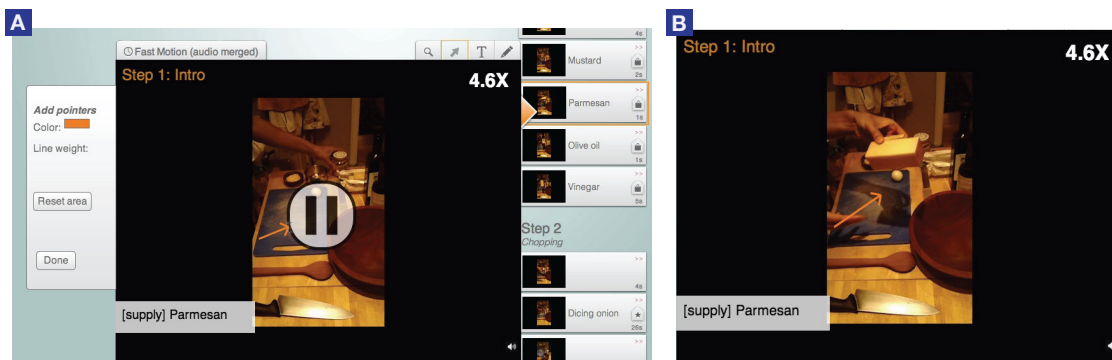 A
Fast Motion (audio merged)
T
Step 1: Intro
4.6X
Add pointers
Color:
Line weight:
Reset area
Done
[supply] Parmesan
4s
>>
Mustard
2s
>>
Parmesan
1s
>>
Olive oil
1s
>>
Vinegar
5s
Step 2
Chopping
>>
4s
>>
Dicing onion
26s
>>
B
Step 1: Intro
4.6X
[supply] Parmesan